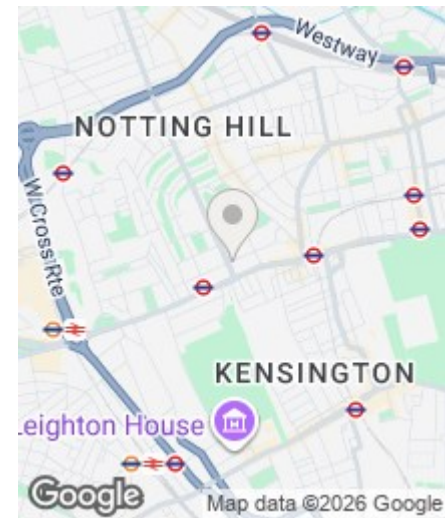 Westway
NOTTING HILL
W Cross Rte
KENSINGTON
Leighton House
Google
Map data ©2026 Google